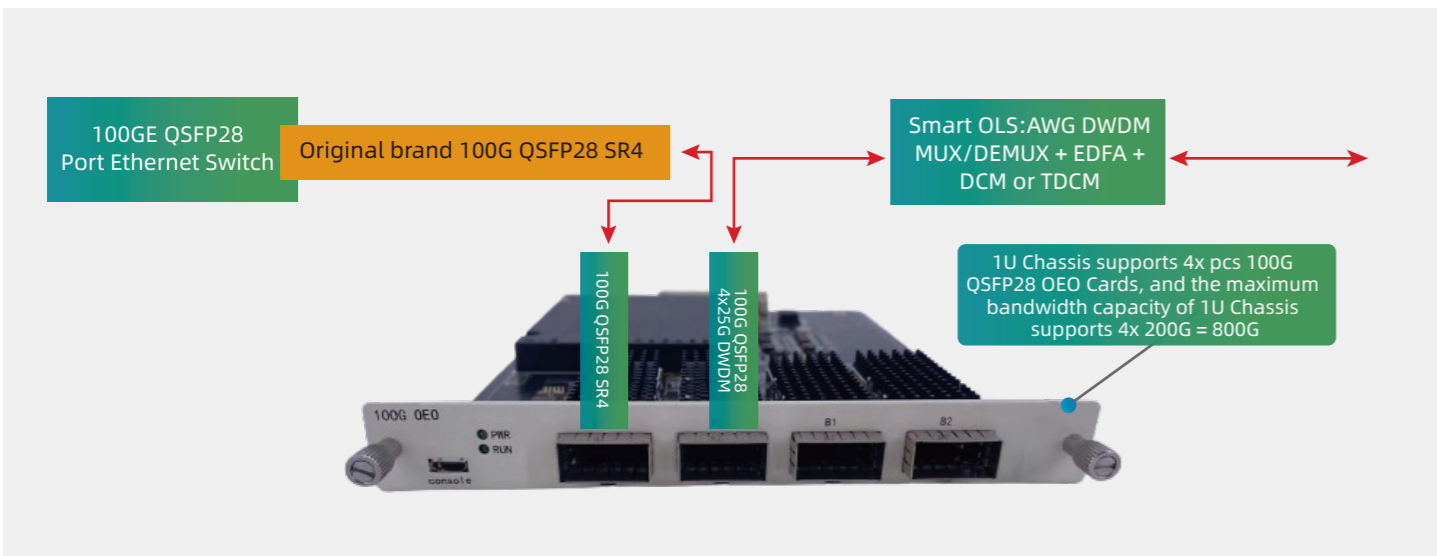 100GE QSFP28
Port Ethernet Switch
Original brand 100G QSFP28 SR4
Smart OLS:AWG DWDM
MUX/DEMUX + EDFA +
DCM or TDCM
1U Chassis supports 4x pcs 100G
QSFP28 OEO Cards, and the maximum
bandwidth capacity of 1U Chassis
supports 4x 200G = 800G
100G QSFP28 SR4
100G QSFP28
4x25G DWDM
100G OEO
PWR
RUN
console
B1
B2